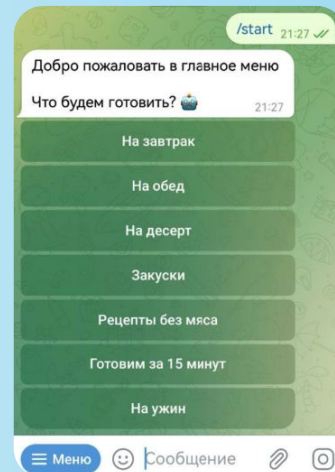 /start 21:27
Добро пожаловать в главное меню
Что будем готовить?
21:27
На завтрак
На обед
На десерт
Закуски
Рецепты без мяса
Готовим за 15 минут
На ужин
Меню
Сообщение